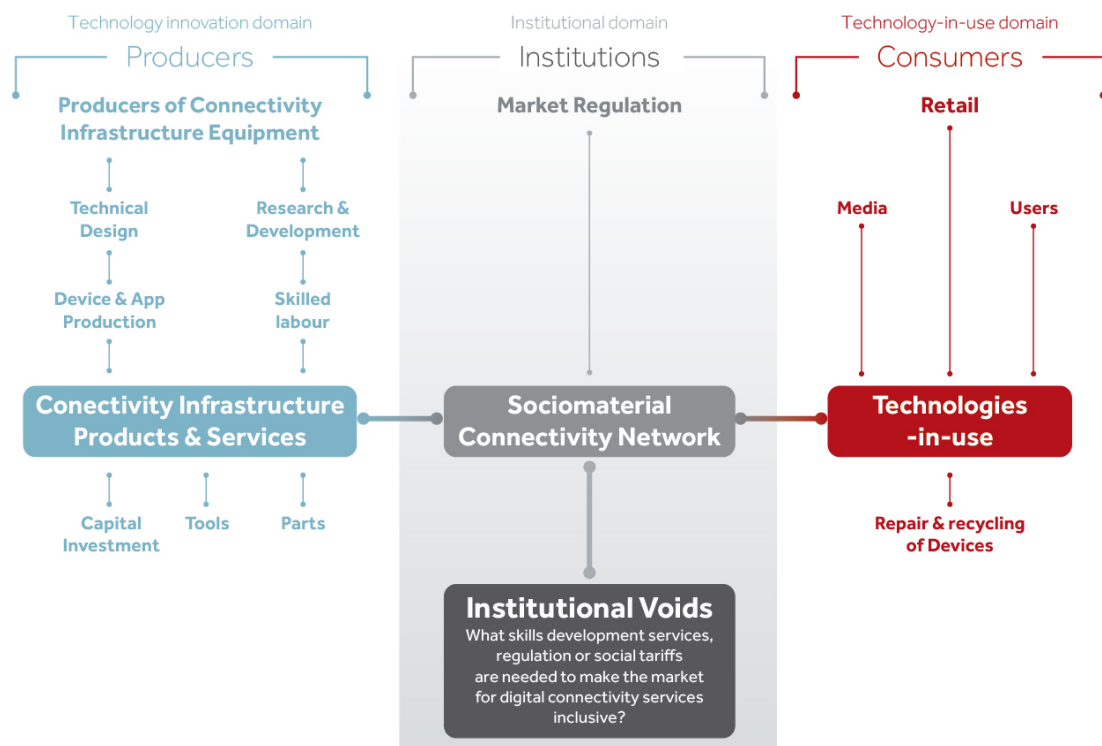 Technology innovation domain
Producers
Producers of Connectivity
Infrastructure Equipment
Technical
Design
Research &
Development
Device & App
Production
Skilled
labour
Conectivity Infrastructure
Products & Services
Capital
Investment
Tools
Parts
Institutional domain
Institutions
Market Regulation
Sociomaterial
Connectivity Network
Institutional Voids
What skills development services,
regulation or social tariffs
are needed to make the market
for digital connectivity services
inclusive?
Technology-in-use domain
Consumers
Retail
Media
Users
Technologies
-in-use
Repair & recycling
of Devices